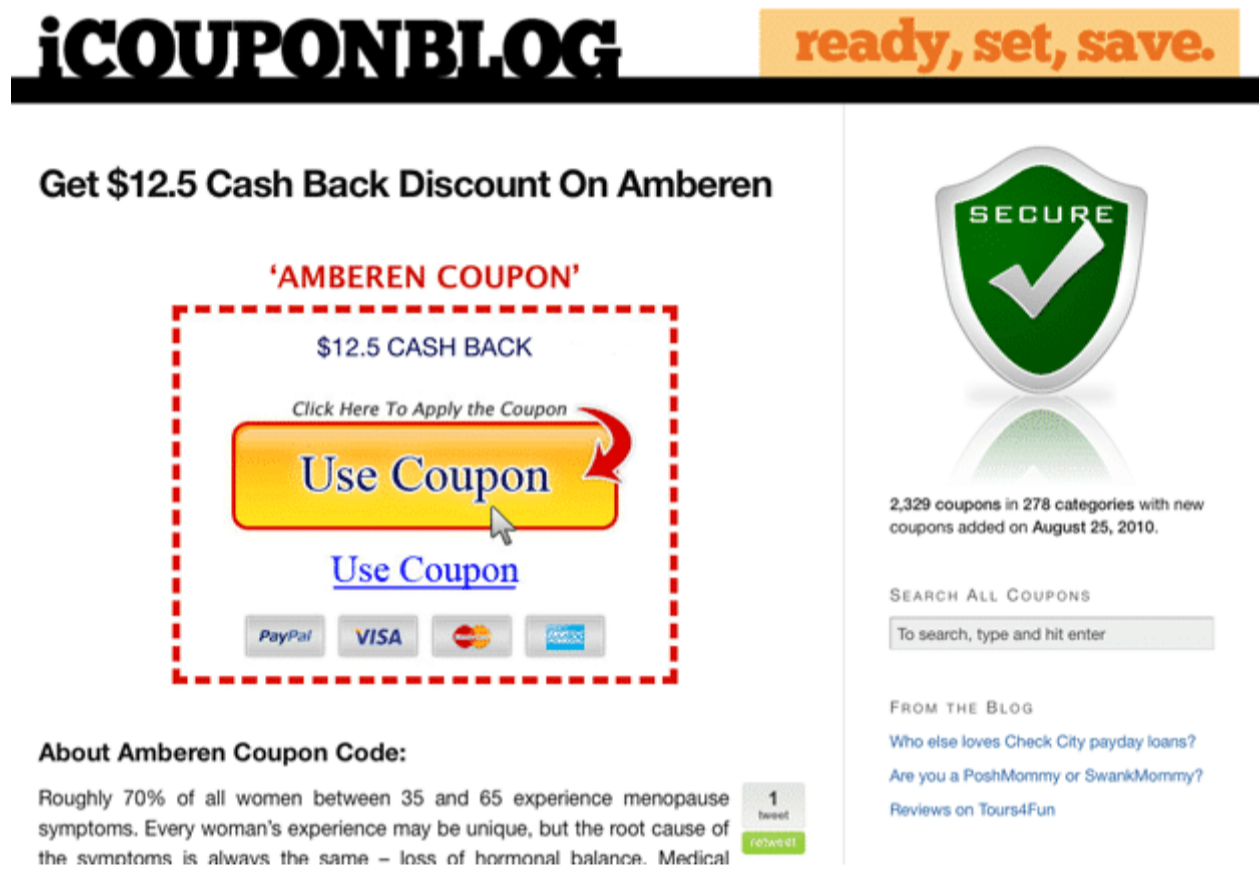 iCOUPONBLOG
ready, set, save.
Get $12.5 Cash Back Discount On Amberen
‘AMBEREN COUPON’
$12.5 CASH BACK
Click Here To Apply the Coupon
Use Coupon
Use Coupon
PayPal VISA MasterCard
About Amberen Coupon Code:
Roughly 70% of all women between 35 and 65 experience menopause
symptoms. Every woman's experience may be unique, but the root cause of
the symptoms is always the same – loss of hormonal balance. Medical
1
tweet
retweet
SECURE
2,329 coupons in 278 categories with new
coupons added on August 25, 2010.
SEARCH ALL COUPONS
To search, type and hit enter
FROM THE BLOG
Who else loves Check City payday loans?
Are you a PoshMommy or SwankMommy?
Reviews on Tours4Fun